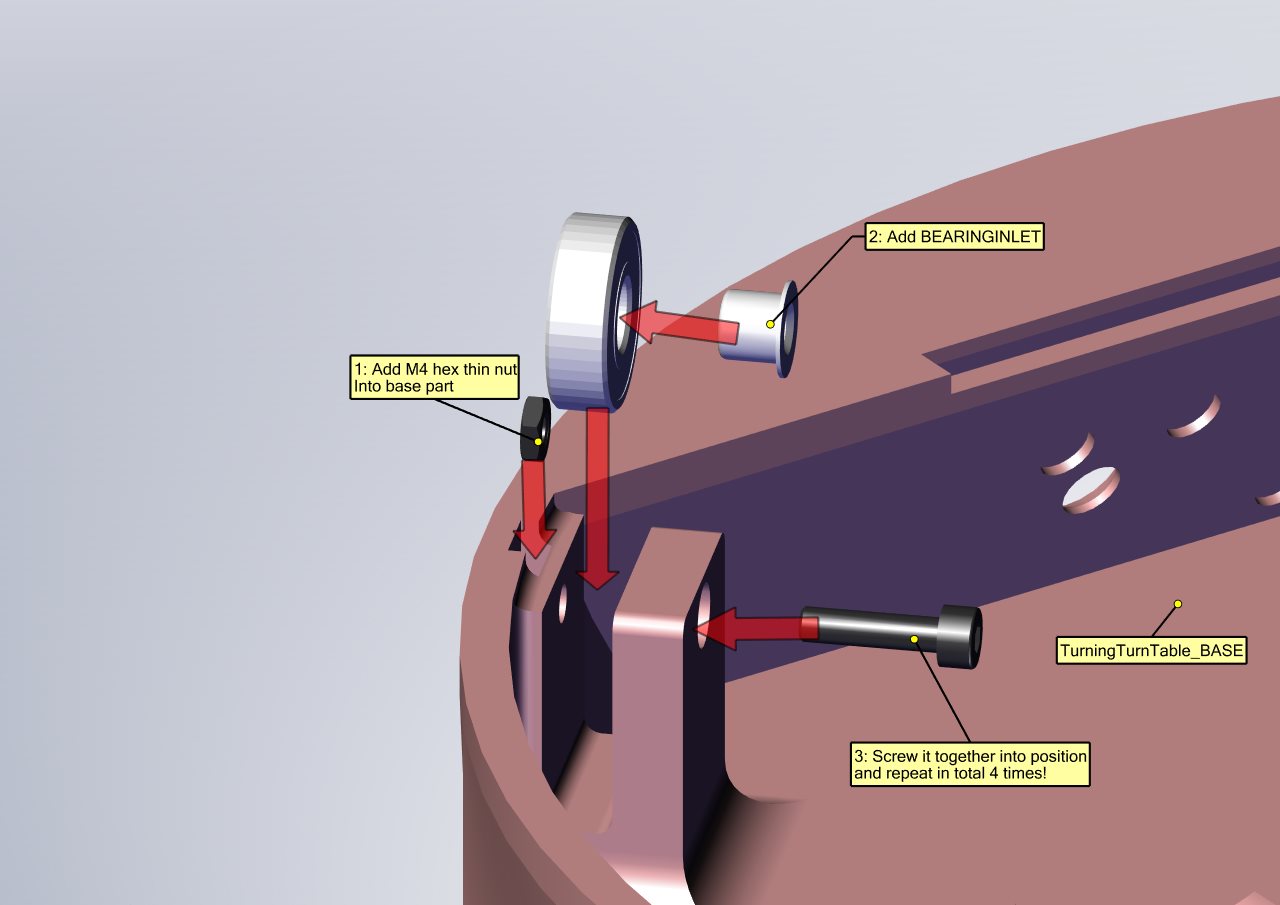 2: Add BEARINGINLET
1: Add M4 hex thin nut
Into base part
TurningTurnTable_BASE
3: Screw it together into position
and repeat in total 4 times!